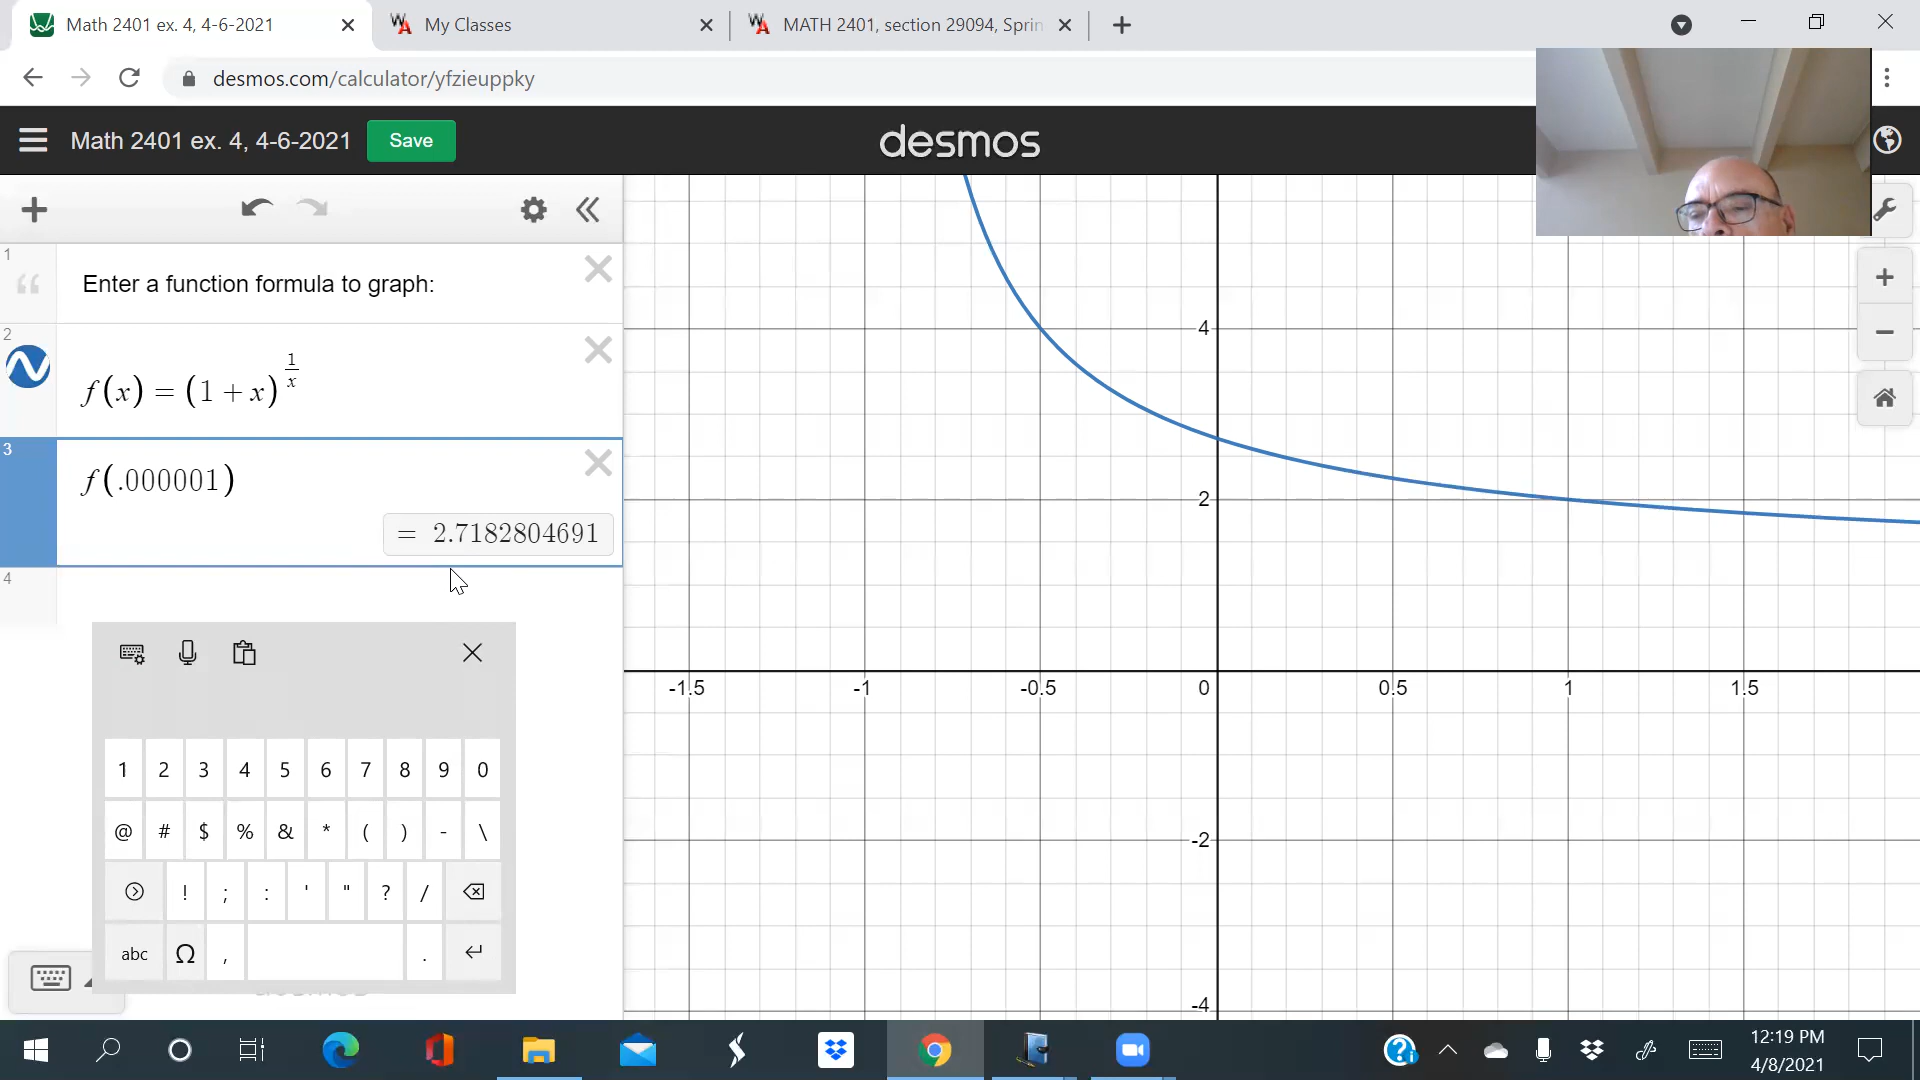 Math 2401 ex. 4, 4-6-2021
My Classes
MATH 2401, section 29094, Sprin
desmos.com/calculator/yfzieuppky
Math 2401 ex. 4, 4-6-2021
Save
desmos
1
Enter a function formula to graph:
2
f(x) = (1 + x)^{1/x}
3
f(.000001)
= 2.7182804691
4
1 2 3 4 5 6 7 8 9 0
@ # $ % & * ( ) - \
! ; : ' " ? /
abc Ω , .
4
2
-1.5 -1 -0.5 0 0.5 1 1.5
-2
-4
12:19 PM
4/8/2021